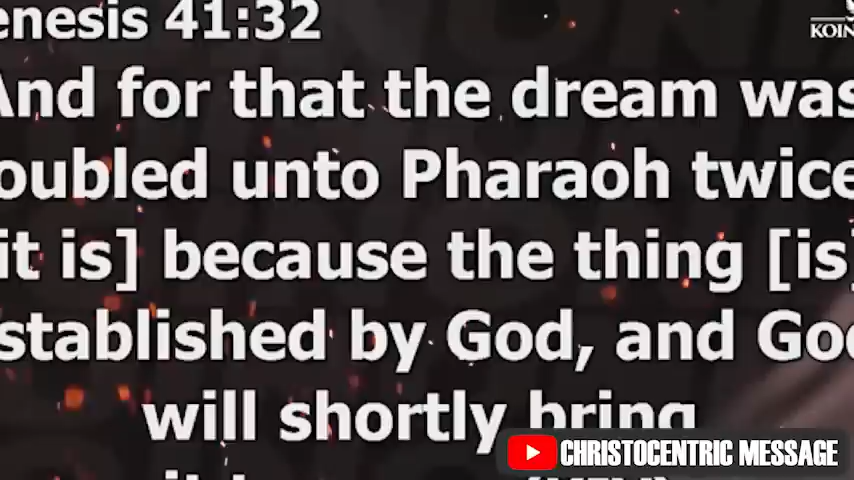 enesis 41:32
KOIN
And for that the dream was
oubled unto Pharaoh twice
it is] because the thing [is]
stablished by God, and Go
will shortly bring
CHRISTOCENTRIC MESSAGE